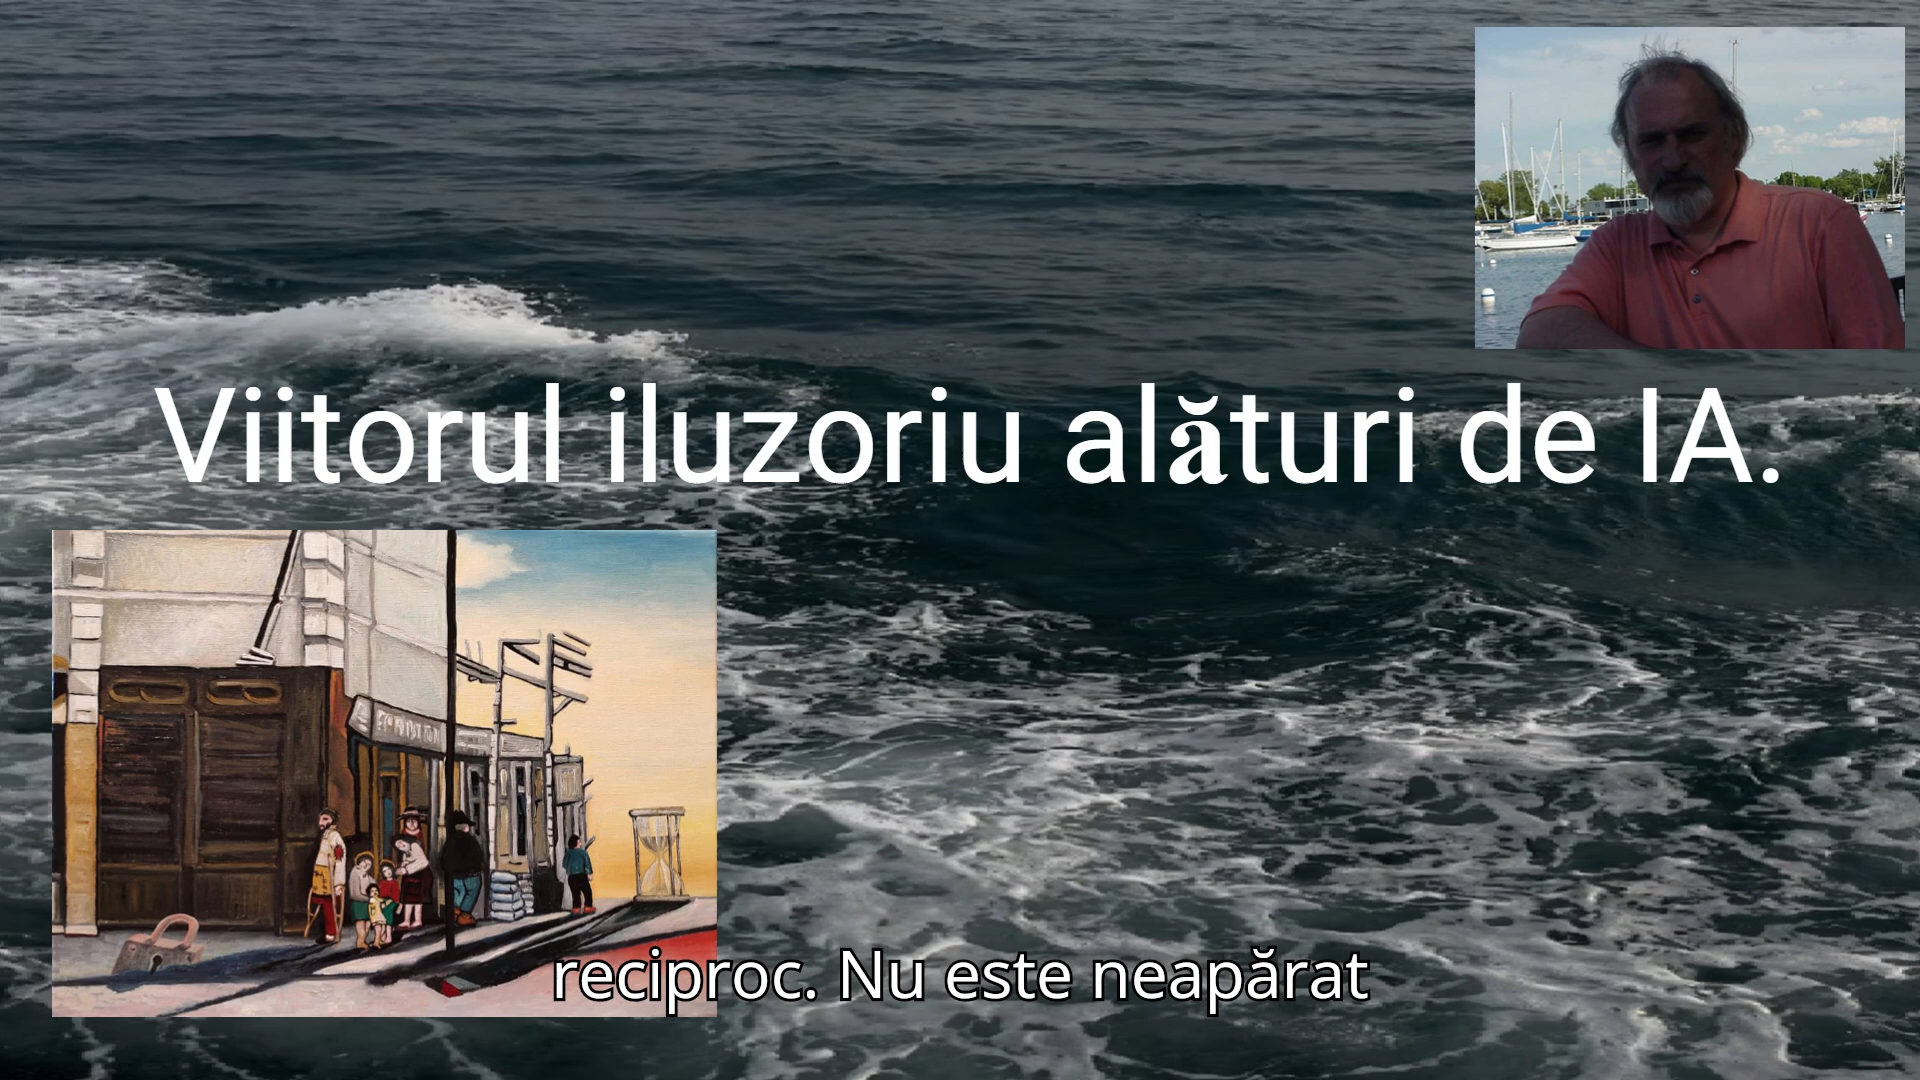 Viitorul iluzoriu alături de IA.
reciproc. Nu este neapărat